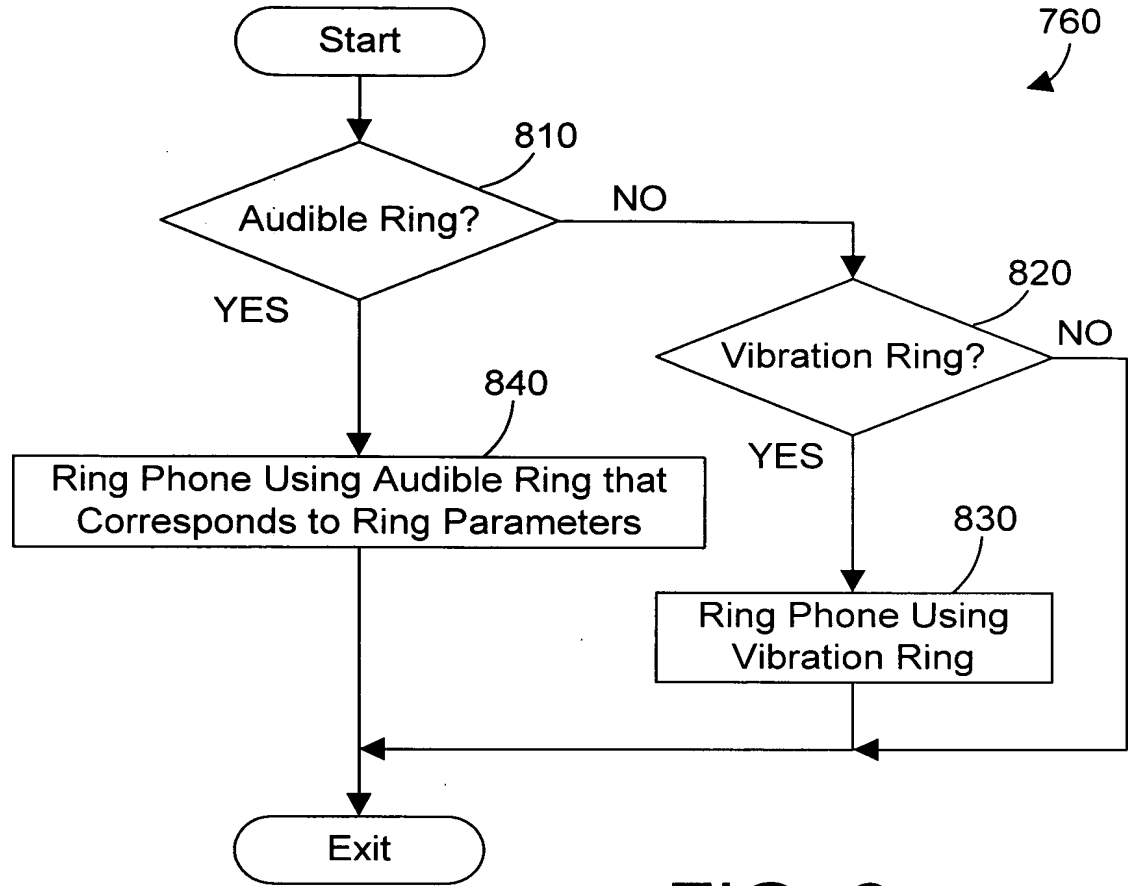 Start
760
810
Audible Ring?
NO
YES
820
Vibration Ring?
NO
YES
840
Ring Phone Using Audible Ring that
Corresponds to Ring Parameters
830
Ring Phone Using
Vibration Ring
Exit